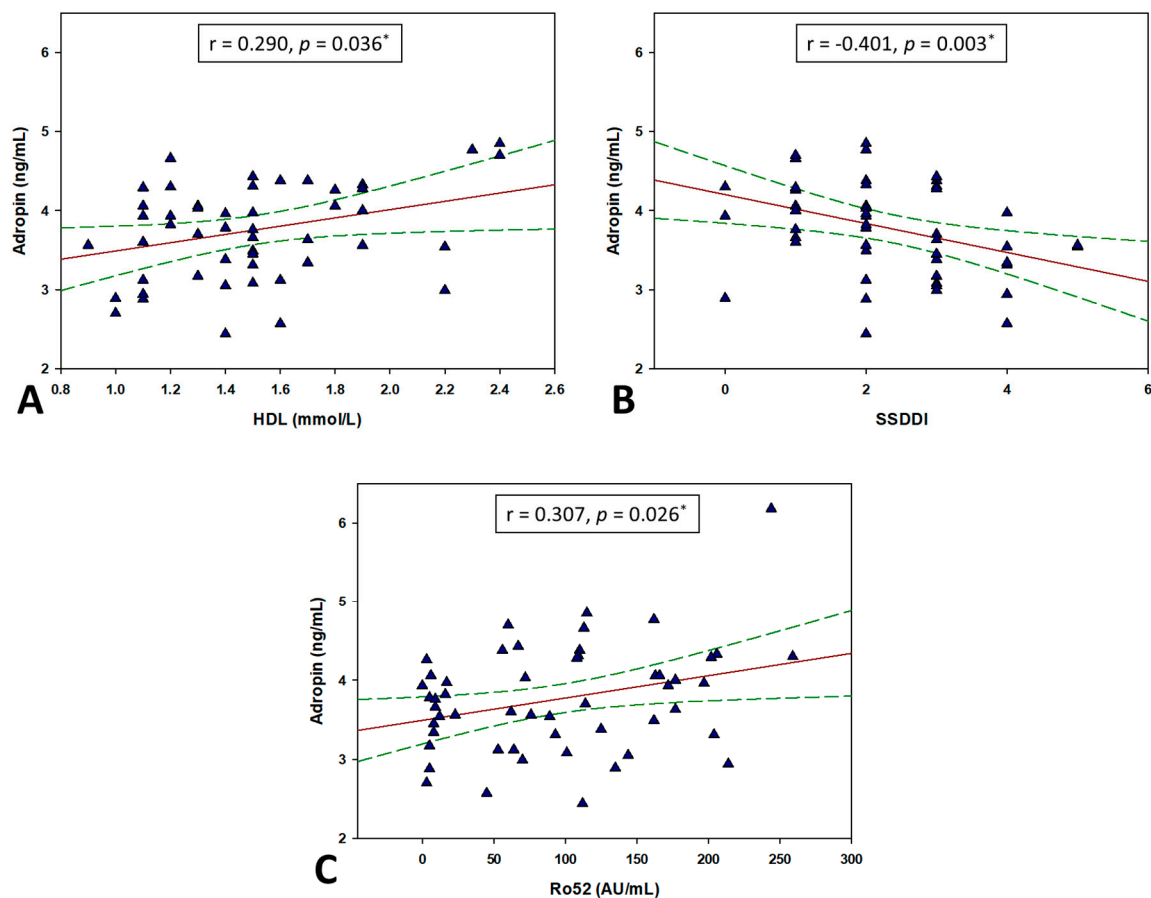 r = 0.290, p = 0.036*
6
5
4
3
2
Adropin (ng/mL)
0.8 1.0 1.2 1.4 1.6 1.8 2.0 2.2 2.4 2.6
HDL (mmol/L)
A
r = -0.401, p = 0.003*
6
5
4
3
2
Adropin (ng/mL)
0 2 4 6
SSDDI
B
r = 0.307, p = 0.026*
6
5
4
3
2
Adropin (ng/mL)
0 50 100 150 200 250 300
Ro52 (AU/mL)
C